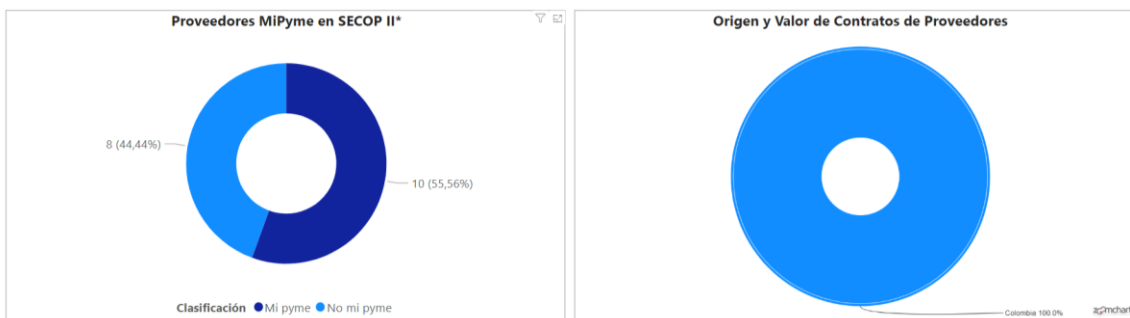 Proveedores MiPyme en SECOP II*
8 (44,44%)
10 (55,56%)
Clasificación Mi pyme No mi pyme
Origen y Valor de Contratos de Proveedores
Colombia 100.0%